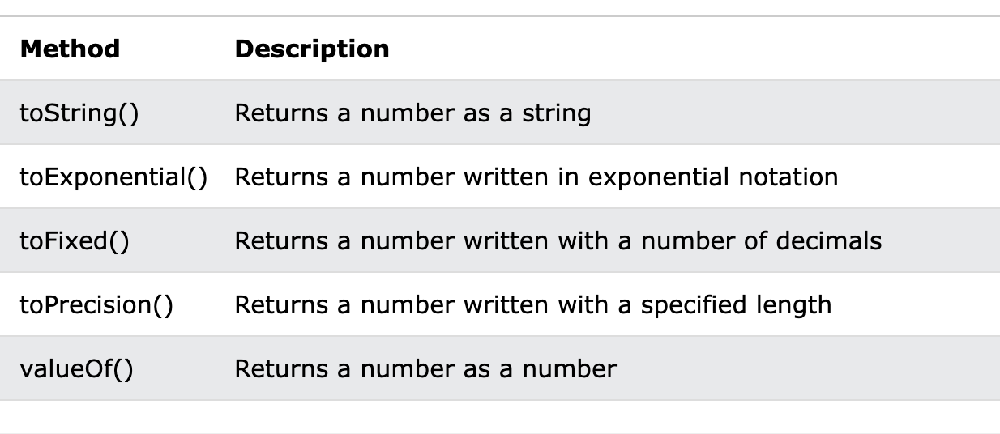 Method Description
toString() Returns a number as a string
toExponential() Returns a number written in exponential notation
toFixed() Returns a number written with a number of decimals
toPrecision() Returns a number written with a specified length
valueOf() Returns a number as a number